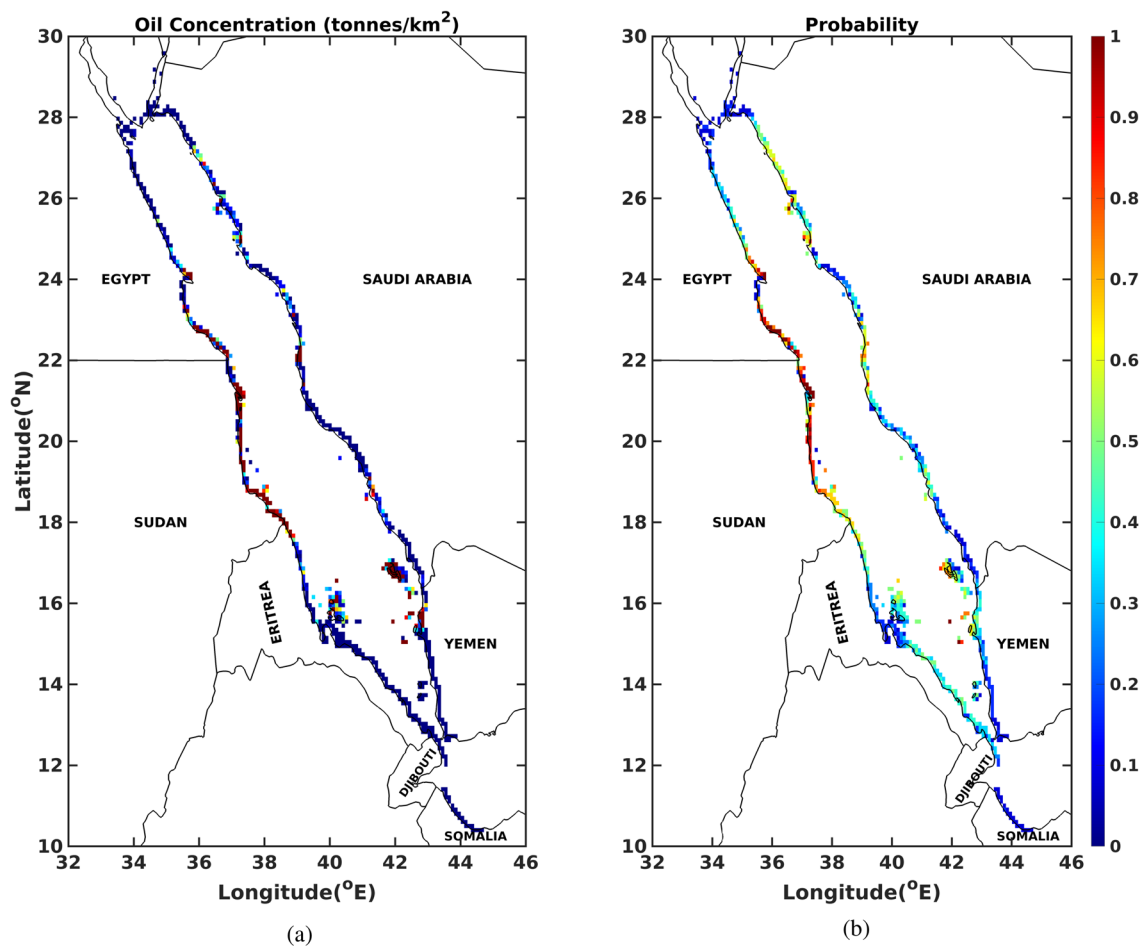 Oil Concentration (tonnes/km2)
Probability
30
28
26
24
22
20
18
16
14
12
10
Latitude(oN)
EGYPT
SAUDI ARABIA
SUDAN
ERITREA
YEMEN
DJIBOUTI
SOMALIA
32 34 36 38 40 42 44 46
Longitude(oE)
(a)
30
28
26
24
22
20
18
16
14
12
10
EGYPT
SAUDI ARABIA
SUDAN
ERITREA
YEMEN
DJIBOUTI
SOMALIA
32 34 36 38 40 42 44 46
Longitude(oE)
(b)
1
0.9
0.8
0.7
0.6
0.5
0.4
0.3
0.2
0.1
0